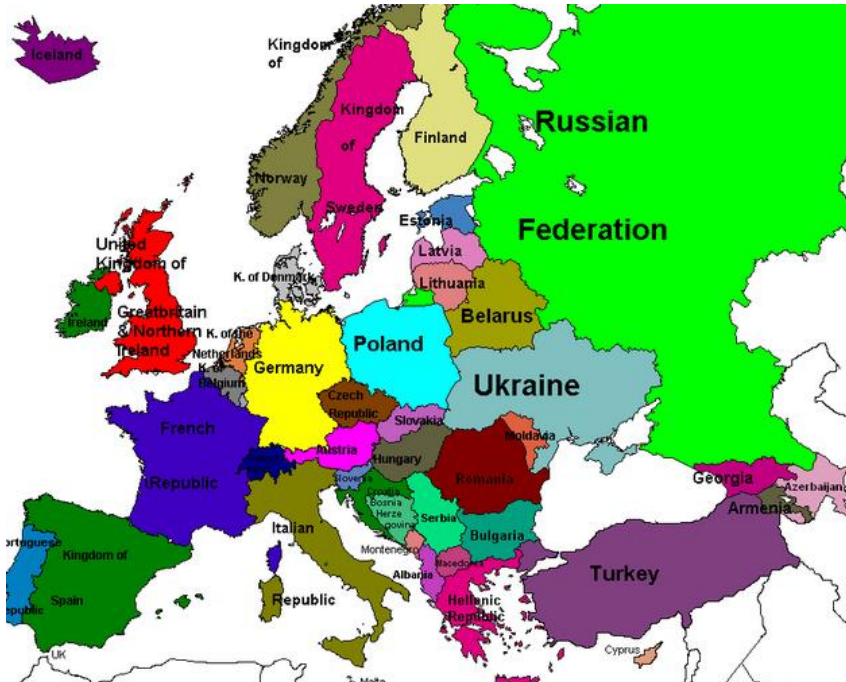 Iceland
Kingdom of
Norway
Kingdom
of
Sweden
Finland
Russian
Federation
Estonia
Latvia
Lithuania
Belarus
K. of Denmark
United
Kingdom of
Greatbritain
& Northern
Ireland
Ireland
K. of the
Netherlands
K. of
Belgium
Germany
Poland
Czech
Republic
Slovakia
Ukraine
Moldavia
French
Republic
Austria
Hungary
Romania
Slovenia
Croatia
Bosnia
Herze
govina
Serbia
Bulgaria
Montenegro
Macedonia
Albania
Italian
Republic
Hellenic
Republic
Turkey
Georgia
Armenia
Azerbaijan
Cyprus
Portuguese
Republic
Kingdom of
Spain
UK
Malta